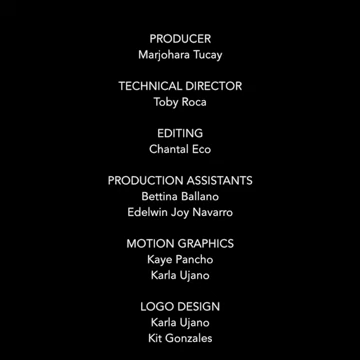 PRODUCER
Marjohara Tucay
TECHNICAL DIRECTOR
Toby Roca
EDITING
Chantal Eco
PRODUCTION ASSISTANTS
Bettina Ballano
Edelwin Joy Navarro
MOTION GRAPHICS
Kaye Pancho
Karla Ujano
LOGO DESIGN
Karla Ujano
Kit Gonzales